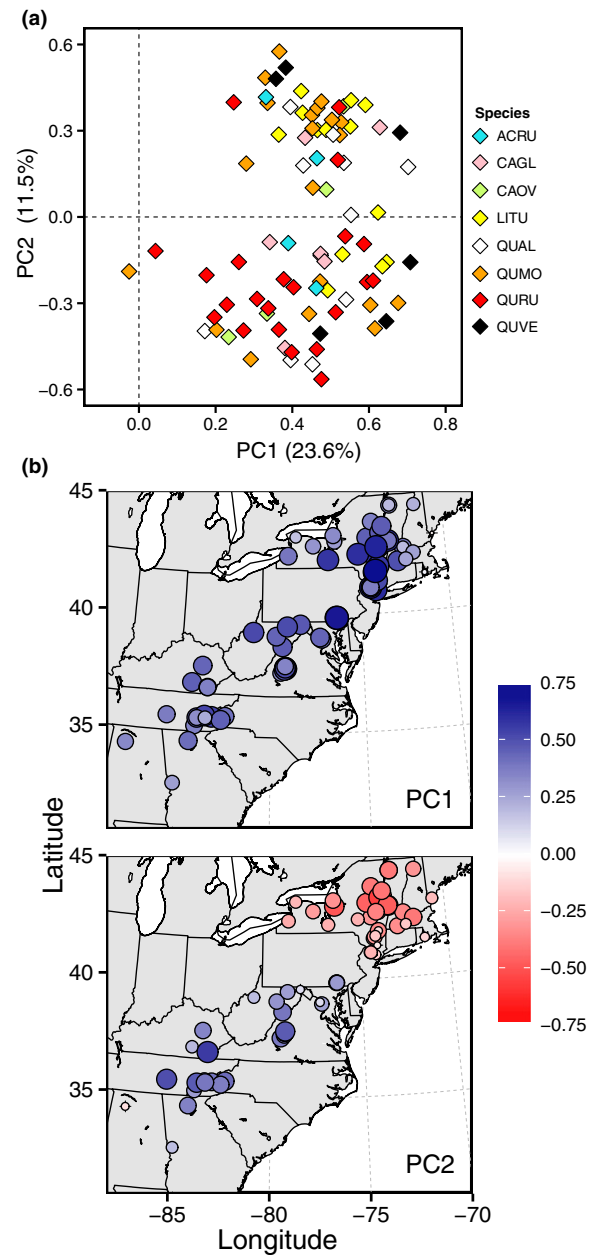 (a)
0.6
0.3
0.0
−0.3
−0.6
PC2 (11.5%)
0.0
0.2
0.4
0.6
0.8
PC1 (23.6%)
Species
ACRU
CAGL
CAOV
LITU
QUAL
QUMO
QURU
QUVE
(b)
45
40
35
PC1
45
40
35
PC2
Latitude
−85
−80
−75
−70
Longitude
0.75
0.50
0.25
0.00
−0.25
−0.50
−0.75